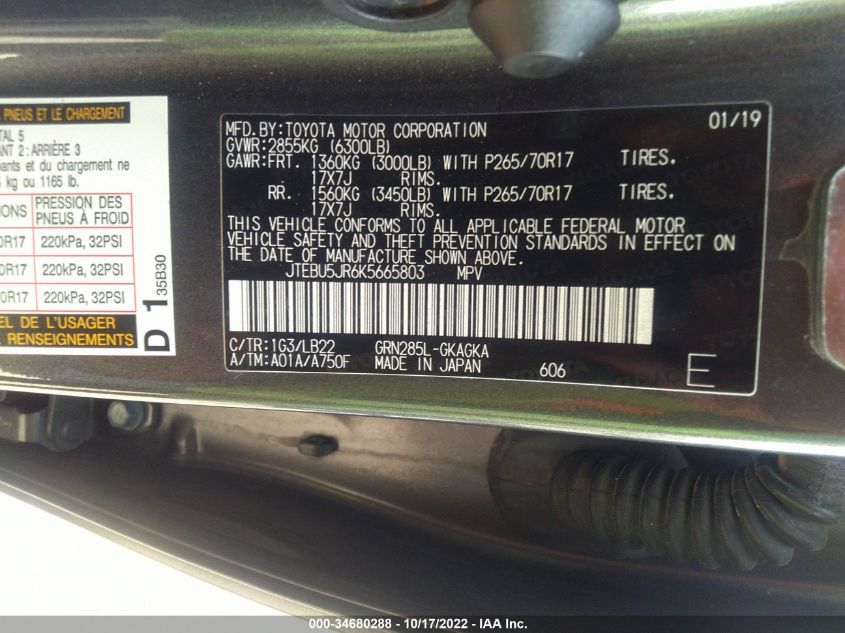 PNEUS ET LE CHARGEMENT
TAL 5
ANT 2: ARRIÈRE 3
ants et du chargement ne
kg ou 1165 lb.
ONS PRESSION DES PNEUS À FROID
0R17 220kPa, 32PSI
0R17 220kPa, 32PSI
0R17 220kPa, 32PSI
EL DE L'USAGER
RENSEIGNEMENTS
D 1 35B30
MFD.BY:TOYOTA MOTOR CORPORATION 01/19
GVWR:2855KG (6300LB)
GAWR:FRT. 1360KG (3000LB) WITH P265/70R17 TIRES.
17X7J RIMS.
RR. 1560KG (3450LB) WITH P265/70R17 TIRES.
17X7J RIMS.
THIS VEHICLE CONFORMS TO ALL APPLICABLE FEDERAL MOTOR
VEHICLE SAFETY AND THEFT PREVENTION STANDARDS IN EFFECT ON
THE DATE OF MANUFACTURE SHOWN ABOVE.
JTEBU5JR6K5665803 MPV
C/TR:1G3/LB22 GRN285L-GKAGKA
A/TM:A01A/A750F MADE IN JAPAN 606 E
000-34680288 - 10/17/2022 - IAA Inc.